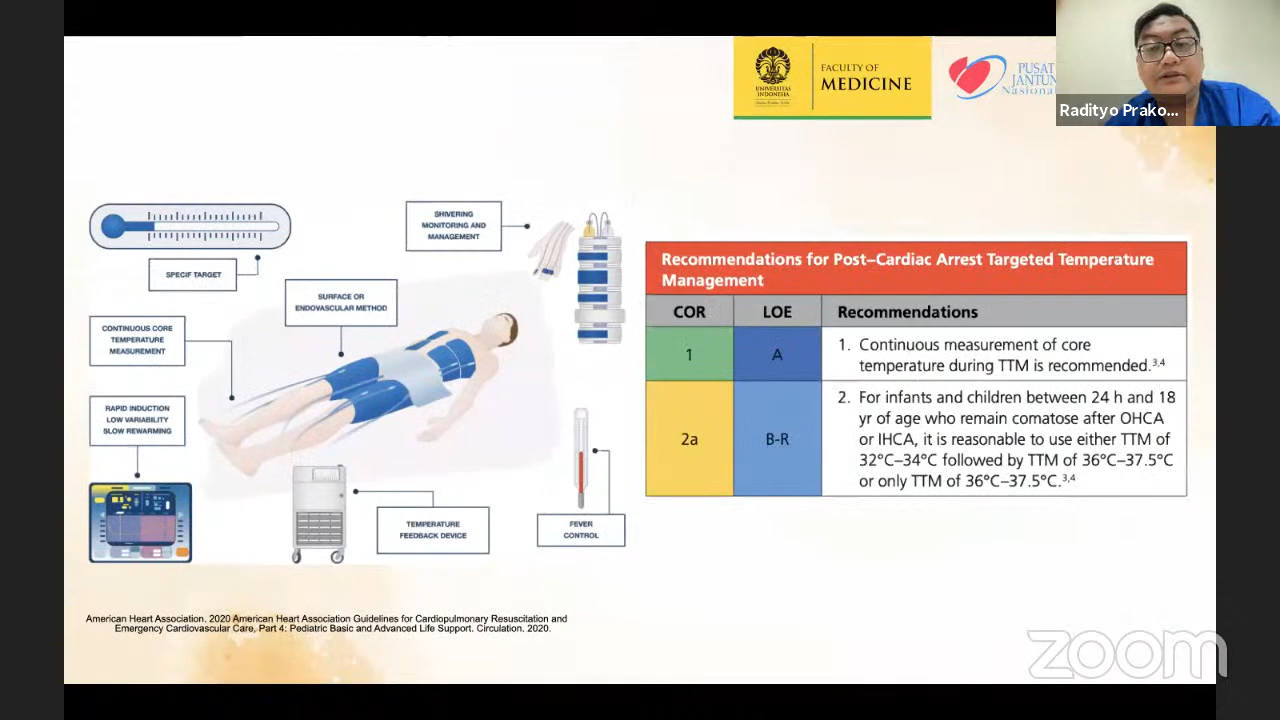 UNIVERSITAS
INDONESIA
FACULTY OF
MEDICINE
PUSAT
JANTUN
Nasional
Radityo Prako...
SPECIF TARGET
SHIVERING
MONITORING AND
MANAGEMENT
SURFACE OR
ENDOVASCULAR METHOD
CONTINUOUS CORE
TEMPERATURE
MEASUREMENT
RAPID INDUCTION
LOW VARIABILITY
SLOW REWARMING
TEMPERATURE
FEEDBACK DEVICE
FEVER
CONTROL
Recommendations for Post–Cardiac Arrest Targeted Temperature
Management
COR LOE Recommendations
1 A 1. Continuous measurement of core
temperature during TTM is recommended.3,4
2a B-R 2. For infants and children between 24 h and 18
yr of age who remain comatose after OHCA
or IHCA, it is reasonable to use either TTM of
32°C–34°C followed by TTM of 36°C–37.5°C
or only TTM of 36°C–37.5°C.3,4
American Heart Association. 2020 American Heart Association Guidelines for Cardiopulmonary Resuscitation and
Emergency Cardiovascular Care, Part 4: Pediatric Basic and Advanced Life Support. Circulation. 2020.
zoom